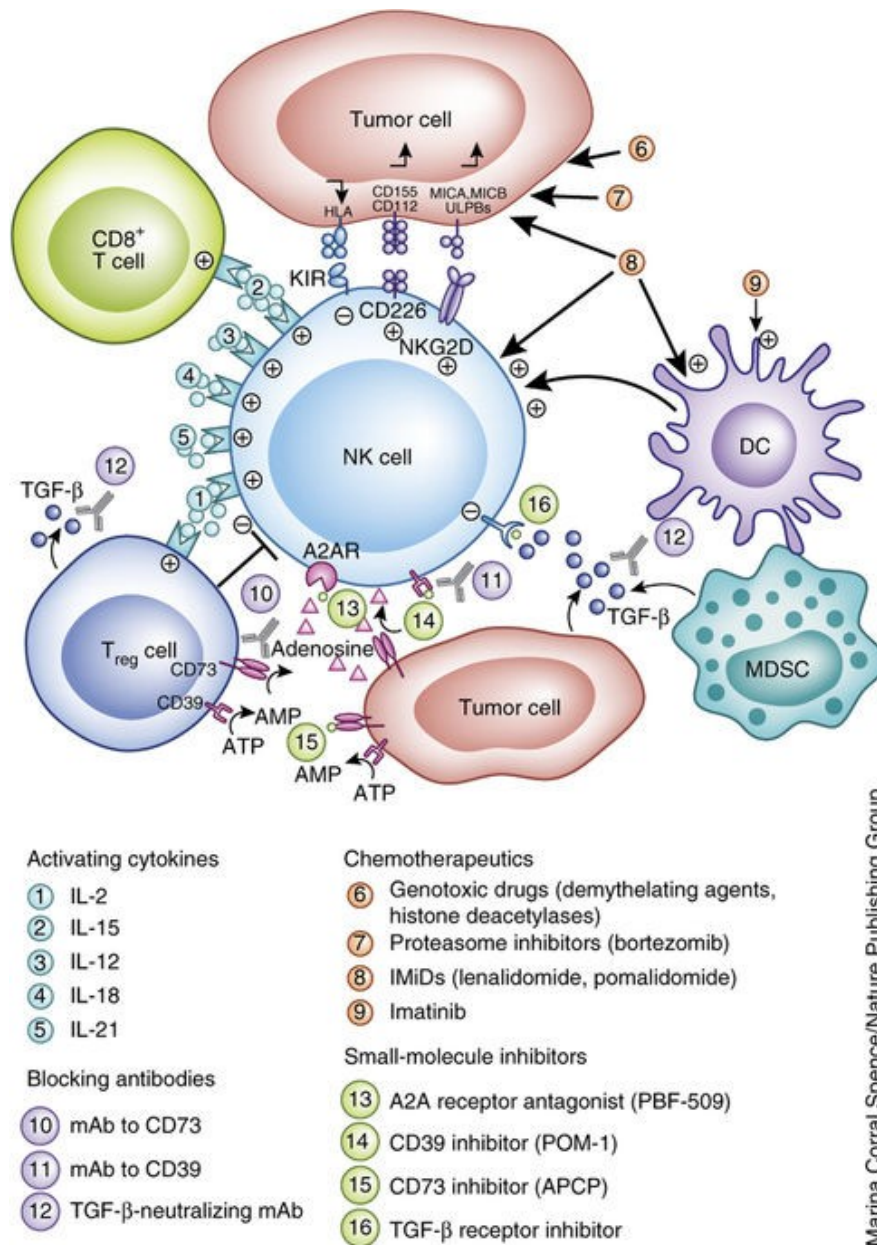 Tumor cell
6
CD155
MICA,MICB
HLA
CD112
ULPBs
7
CD8+
T cell
KIR
8
2
CD226
9
3
NKG2D
4
DC
5
NK cell
12
TGF-β
1
16
12
A2AR
10
11
13
TGF-β
14
Treg cell
Adenosine
MDSC
CD73
CD39
AMP
Tumor cell
ATP
15
AMP
ATP
Activating cytokines
1 IL-2
2 IL-15
3 IL-12
4 IL-18
5 IL-21
Blocking antibodies
10 mAb to CD73
11 mAb to CD39
12 TGF-β-neutralizing mAb
Chemotherapeutics
6 Genotoxic drugs (demythelating agents,
histone deacetylases)
7 Proteasome inhibitors (bortezomib)
8 IMiDs (lenalidomide, pomalidomide)
9 Imatinib
Small-molecule inhibitors
13 A2A receptor antagonist (PBF-509)
14 CD39 inhibitor (POM-1)
15 CD73 inhibitor (APCP)
16 TGF-β receptor inhibitor
Marina Corral Spence/Nature Publishing Group